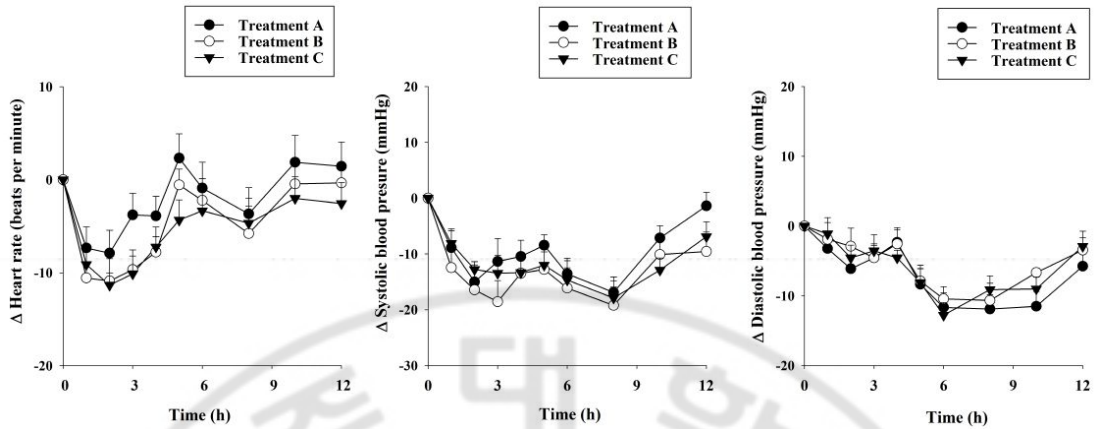 Treatment A
Treatment B
Treatment C
Δ Heart rate (beats per minute)
10
0
-10
-20
0
3
6
9
12
Time (h)
Treatment A
Treatment B
Treatment C
Δ Systolic blood presure (mmHg)
20
10
0
-10
-20
-30
0
3
6
9
12
Time (h)
Treatment A
Treatment B
Treatment C
Δ Diastolic blood pressure (mmHg)
20
10
0
-10
-20
0
3
6
9
12
Time (h)
대